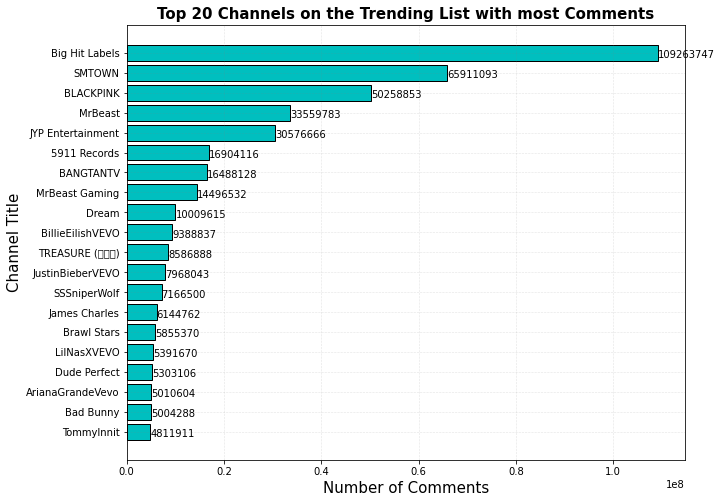 Top 20 Channels on the Trending List with most Comments
Channel Title
Big Hit Labels 109263747
SMTOWN 65911093
BLACKPINK 50258853
MrBeast 33559783
JYP Entertainment 30576666
5911 Records 16904116
BANGTANTV 16488128
MrBeast Gaming 14496532
Dream 10009615
BillieEilishVEVO 9388837
TREASURE (□□□) 8586888
JustinBieberVEVO 7968043
SSSniperWolf 7166500
James Charles 6144762
Brawl Stars 5855370
LilNasXVEVO 5391670
Dude Perfect 5303106
ArianaGrandeVevo 5010604
Bad Bunny 5004288
TommyInnit 4811911
0.0 0.2 0.4 0.6 0.8 1.0
1e8
Number of Comments